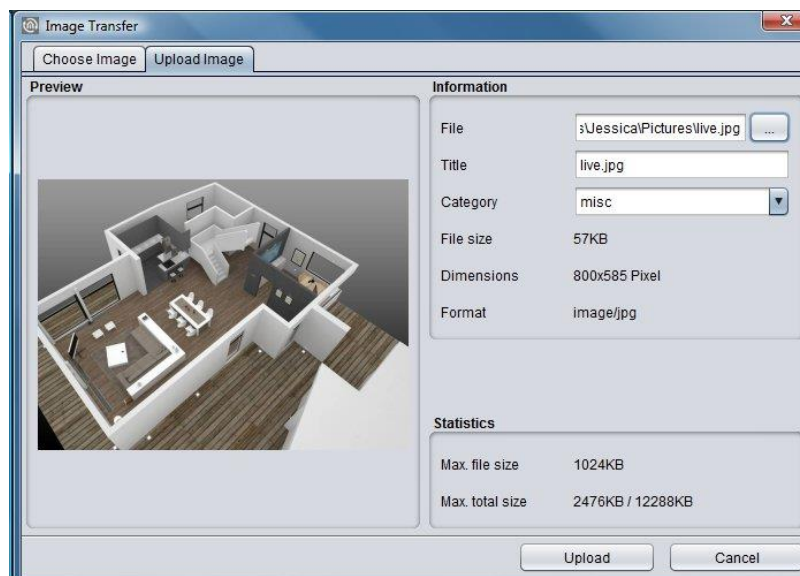 Image Transfer
Choose Image Upload Image
Preview
Information
File s\Jessica\Pictures\live.jpg ...
Title live.jpg
Category misc
File size 57KB
Dimensions 800x585 Pixel
Format image/jpg
Statistics
Max. file size 1024KB
Max. total size 2476KB / 12288KB
Upload Cancel